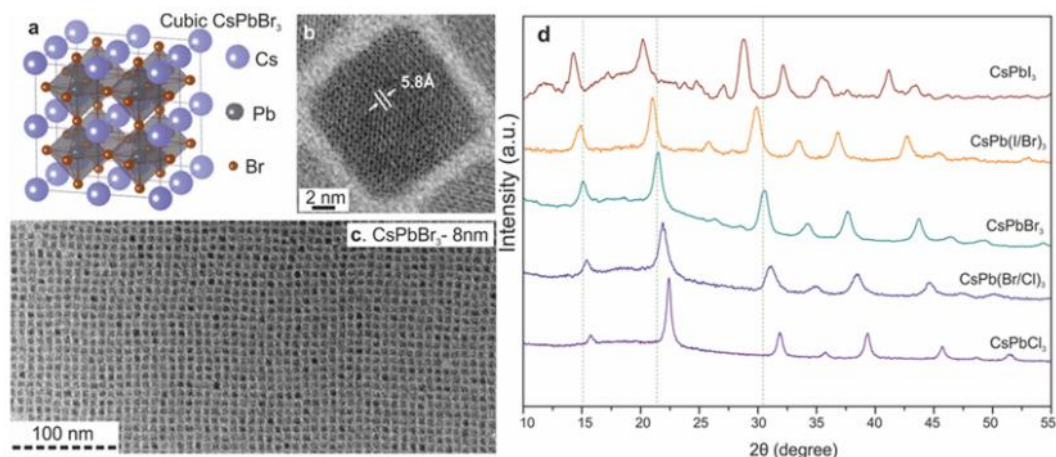 a
Cubic CsPbBr₃
Cs
Pb
Br
b
5.8Å
2 nm
c. CsPbBr₃- 8nm
100 nm
d
Intensity (a.u.)
CsPbI₃
CsPb(I/Br)₃
CsPbBr₃
CsPb(Br/Cl)₃
CsPbCl₃
10 15 20 25 30 35 40 45 50 55
2θ (degree)